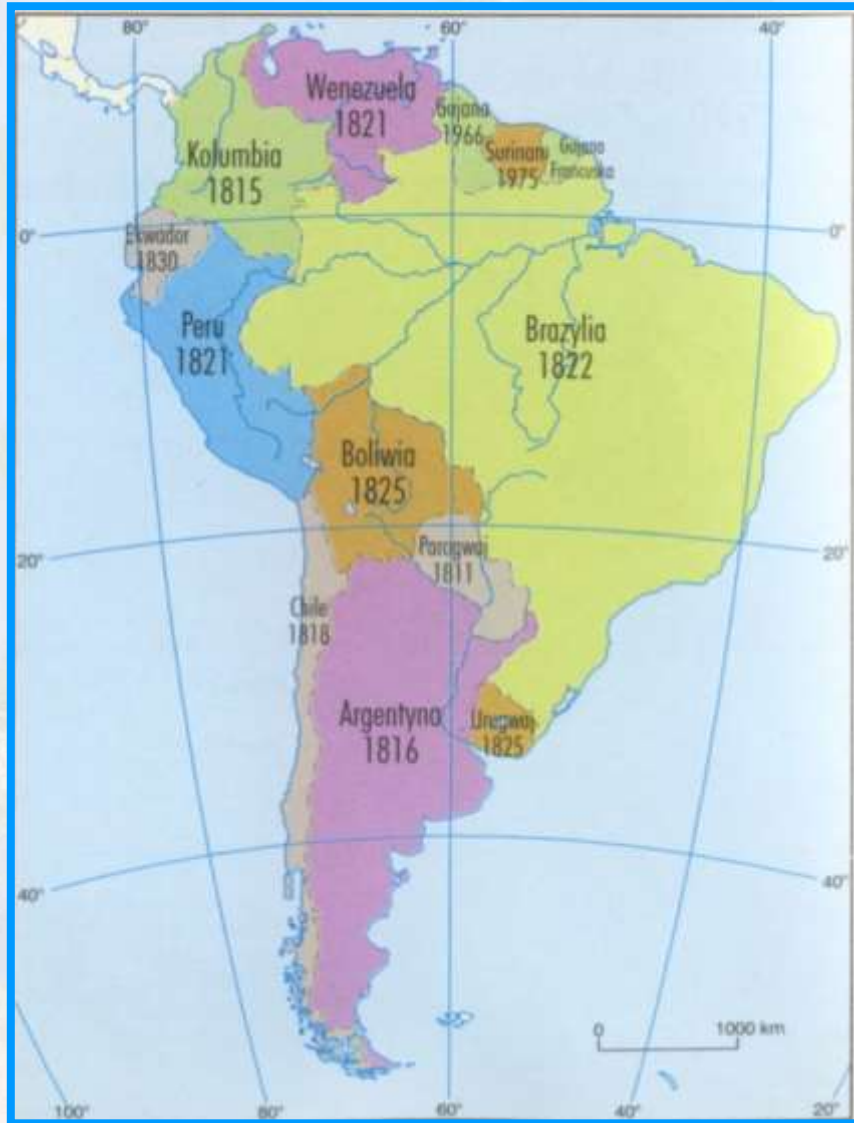 80°
60°
40°
Wenezuela
1821
Gujana
1966
Surinam
1975
Gujana
Francuska
Kolumbia
1815
0°
0°
Ekwador
1830
Peru
1821
Brazylia
1822
Boliwia
1825
20°
20°
Paragwaj
1811
Chile
1818
Argentyna
1816
Urugwaj
1825
40°
40°
0
1000 km
100°
80°
60°
40°
20°